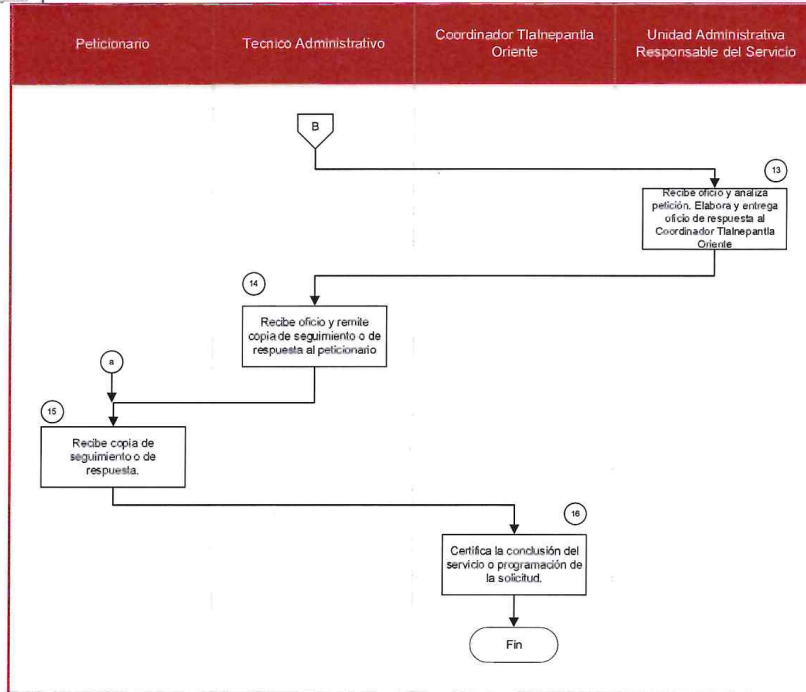 Peticionario
Tecnico Administrativo
Coordinador Tlalnepantla
Oriente
Unidad Administrativa
Responsable del Servicio
B
13
Recibe oficio y analiza
petición. Elabora y entrega
oficio de respuesta al
Coordinador Tlalnepantla
Oriente
14
Recibe oficio y remite
copia de seguimiento o de
respuesta al peticionario
a
15
Recibe copia de
seguimiento o de
respuesta.
16
Certifica la conclusión del
servicio o programación de
la solicitud.
Fin